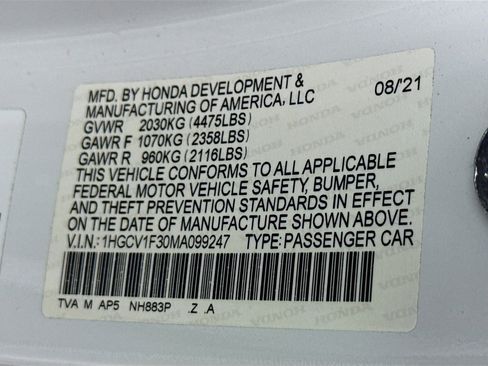 MFD. BY HONDA DEVELOPMENT & 08/'21
MANUFACTURING OF AMERICA, LLC
GVWR 2030KG (4475LBS)
GAWR F 1070KG (2358LBS)
GAWR R 960KG (2116LBS)
THIS VEHICLE CONFORMS TO ALL APPLICABLE
FEDERAL MOTOR VEHICLE SAFETY, BUMPER,
AND THEFT PREVENTION STANDARDS IN EFFECT
ON THE DATE OF MANUFACTURE SHOWN ABOVE.
V.I.N.: 1HGCV1F30MA099247 TYPE: PASSENGER CAR
TVA M AP5 NH883P .Z .A